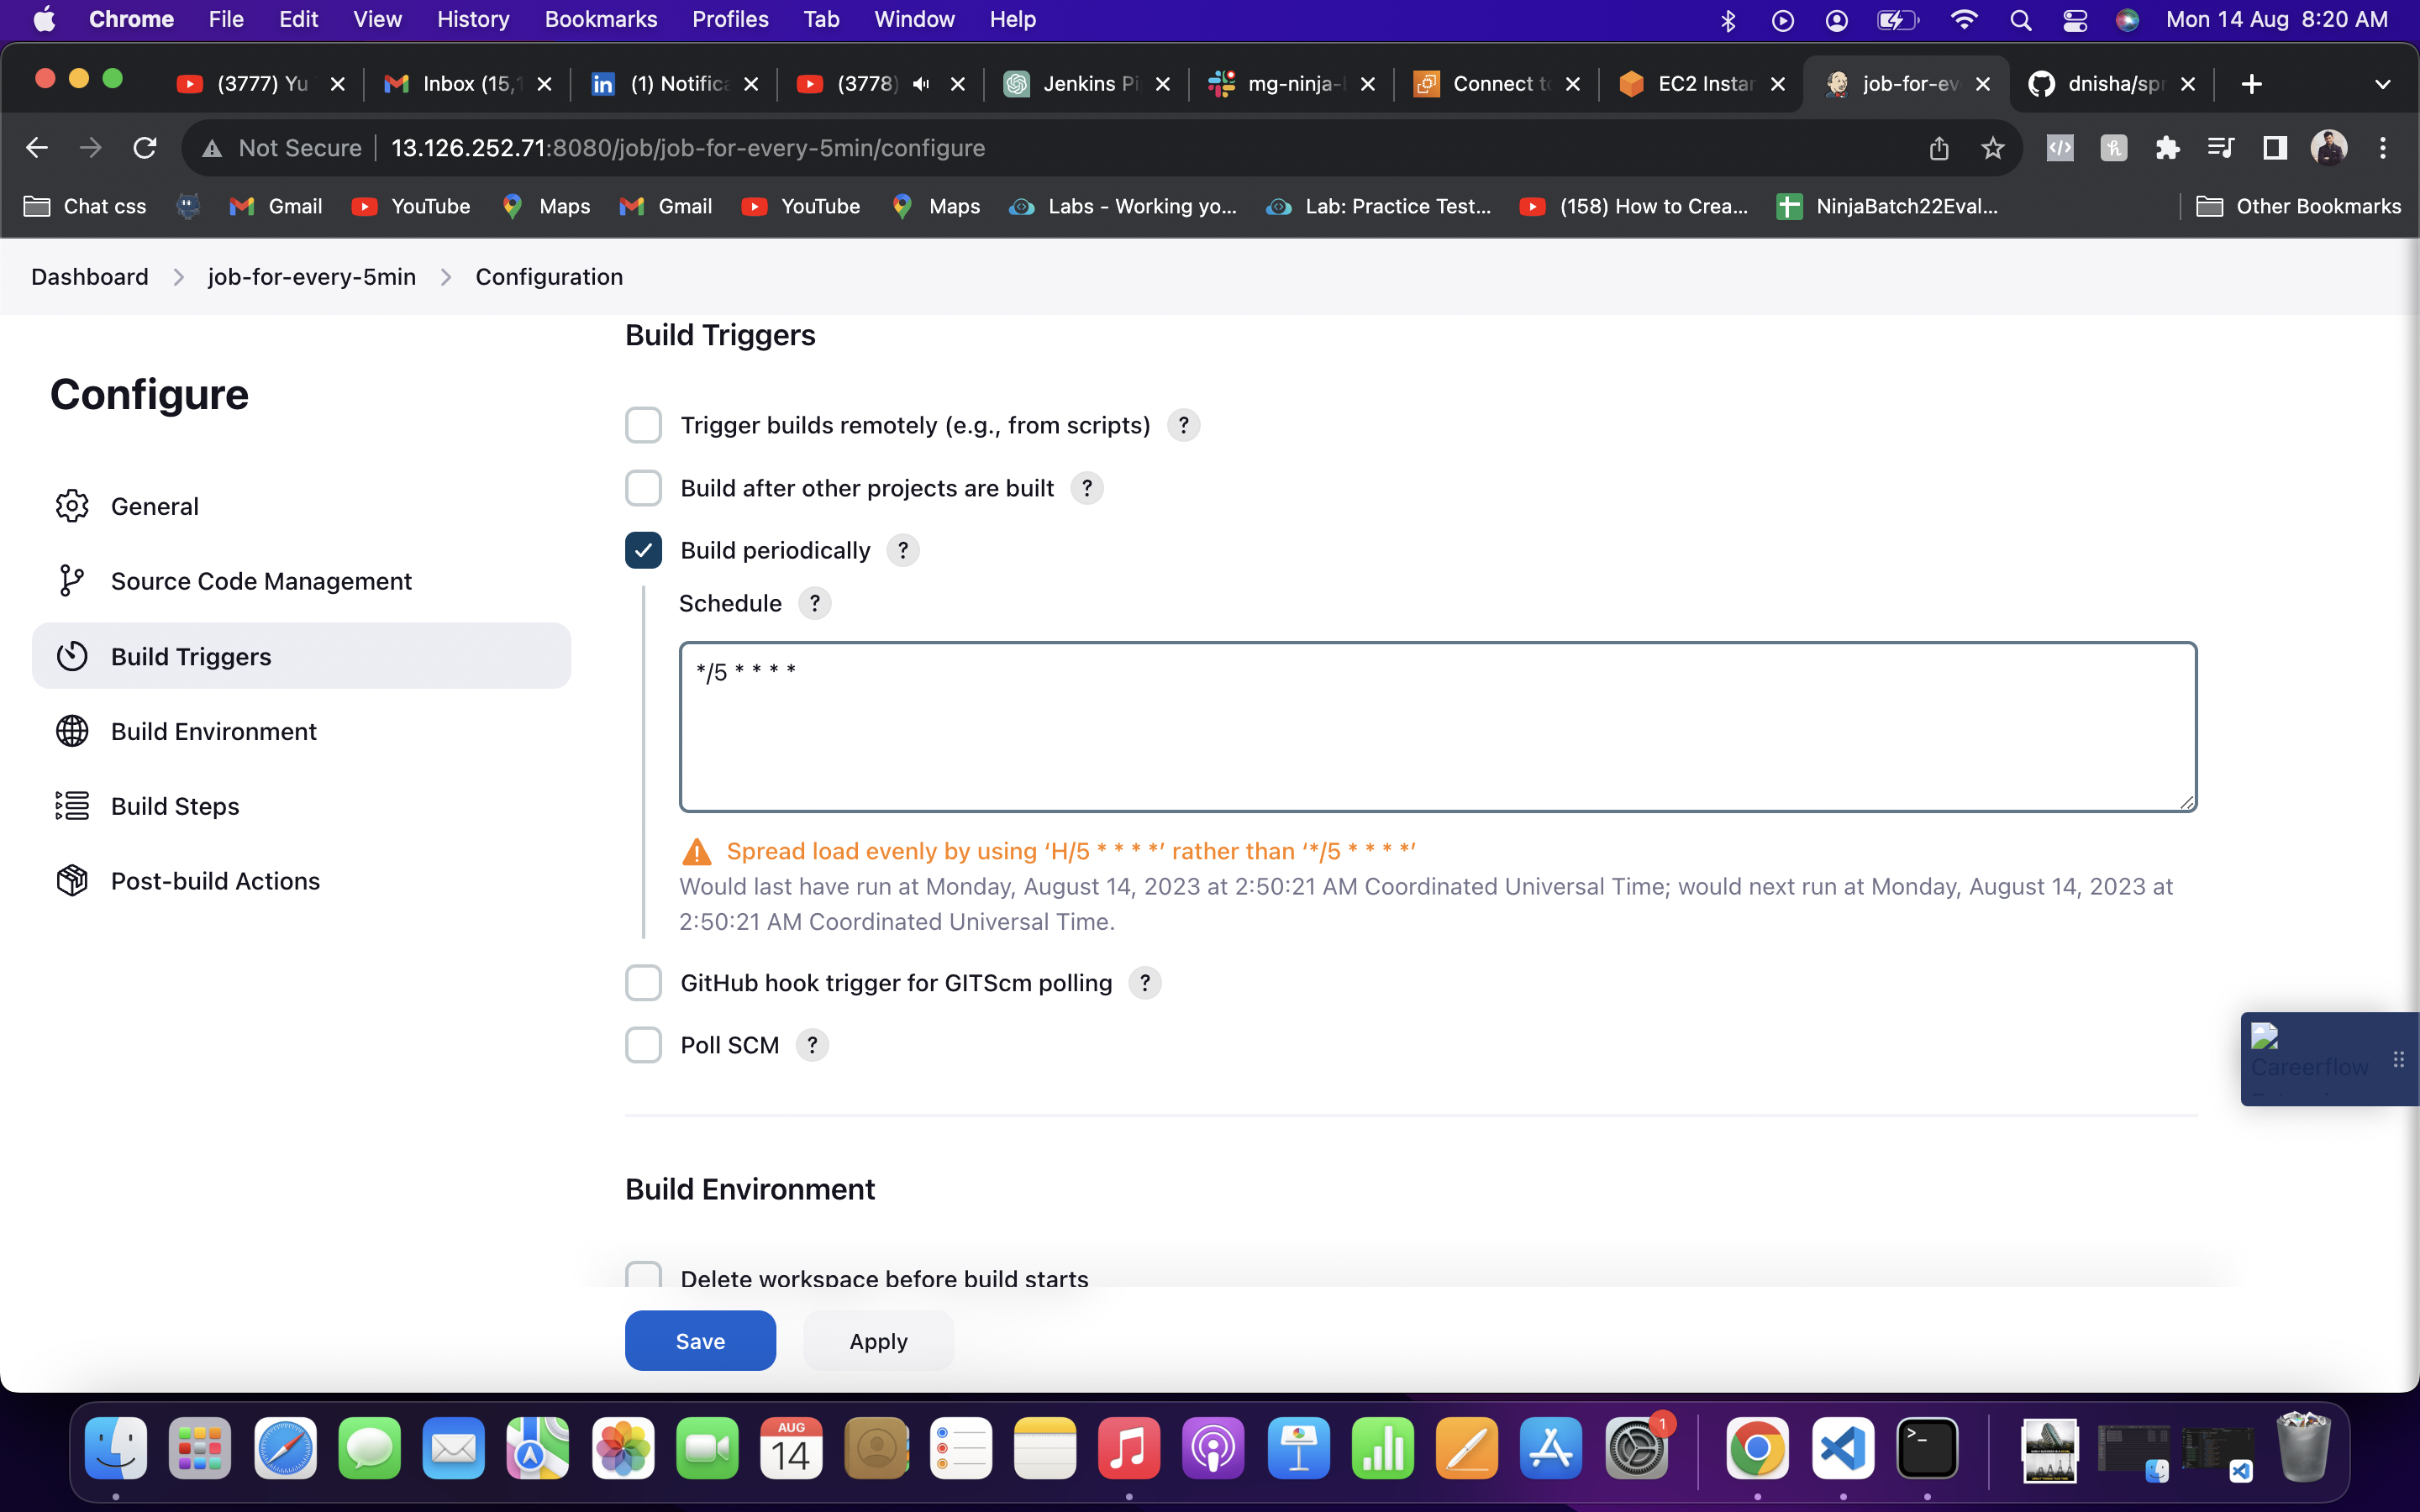 Chrome File Edit View History Bookmarks Profiles Tab Window Help Mon 14 Aug 8:20 AM
(3777) Yu Inbox (15,1 (1) Notifica (3778) Jenkins Pi mg-ninja- Connect to EC2 Instan job-for-ev dnisha/spr
Not Secure 13.126.252.71:8080/job/job-for-every-5min/configure
Chat css Gmail YouTube Maps Gmail YouTube Maps Labs - Working yo... Lab: Practice Test... (158) How to Crea... NinjaBatch22Eval... Other Bookmarks
Dashboard job-for-every-5min Configuration
Configure
General
Source Code Management
Build Triggers
Build Environment
Build Steps
Post-build Actions
Build Triggers
Trigger builds remotely (e.g., from scripts) ?
Build after other projects are built ?
Build periodically ?
Schedule ?
*/5 * * * *
Spread load evenly by using ‘H/5 * * * *’ rather than ‘*/5 * * * *’
Would last have run at Monday, August 14, 2023 at 2:50:21 AM Coordinated Universal Time; would next run at Monday, August 14, 2023 at
2:50:21 AM Coordinated Universal Time.
GitHub hook trigger for GITScm polling ?
Poll SCM ?
Careerflow
Build Environment
Delete workspace before build starts
Save Apply
AUG
14
1